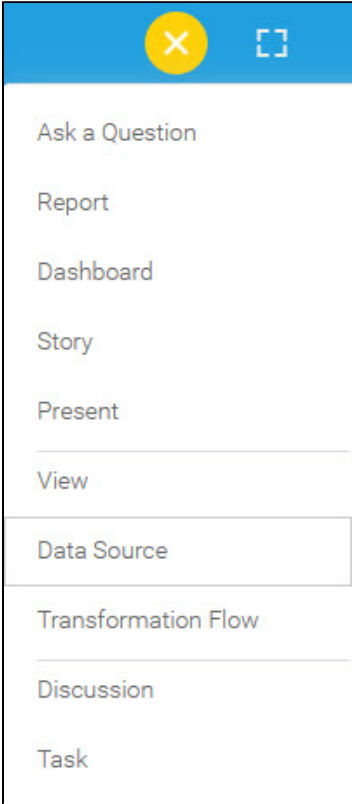 Ask a Question
Report
Dashboard
Story
Present
View
Data Source
Transformation Flow
Discussion
Task